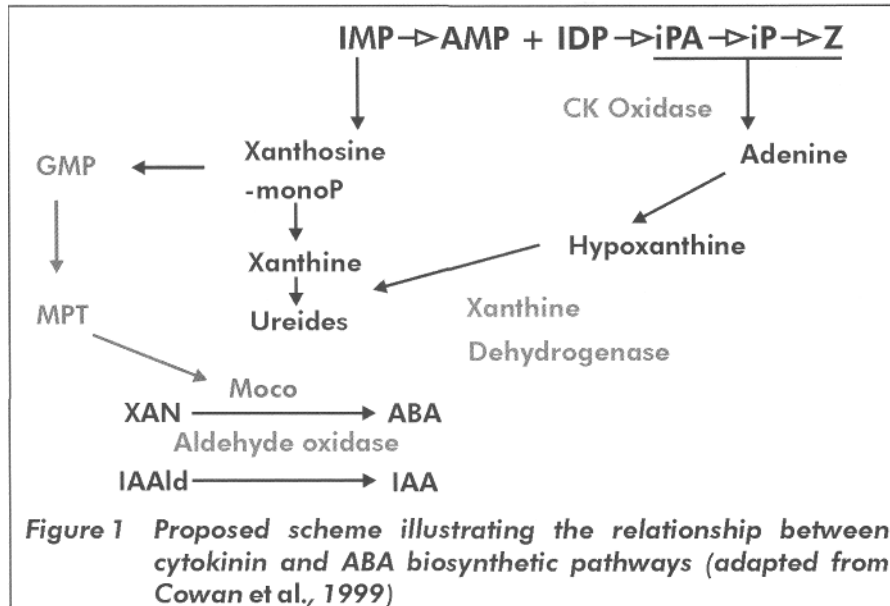 IMP→AMP + IDP→iPA→iP→Z
CK Oxidase
GMP
Xanthosine
-monoP
Adenine
Xanthine
Hypoxanthine
MPT
Ureides
Xanthine
Dehydrogenase
Moco
XAN
ABA
Aldehyde oxidase
IAAld
IAA
Figure 1 Proposed scheme illustrating the relationship between
cytokinin and ABA biosynthetic pathways (adapted from
Cowan et al., 1999)